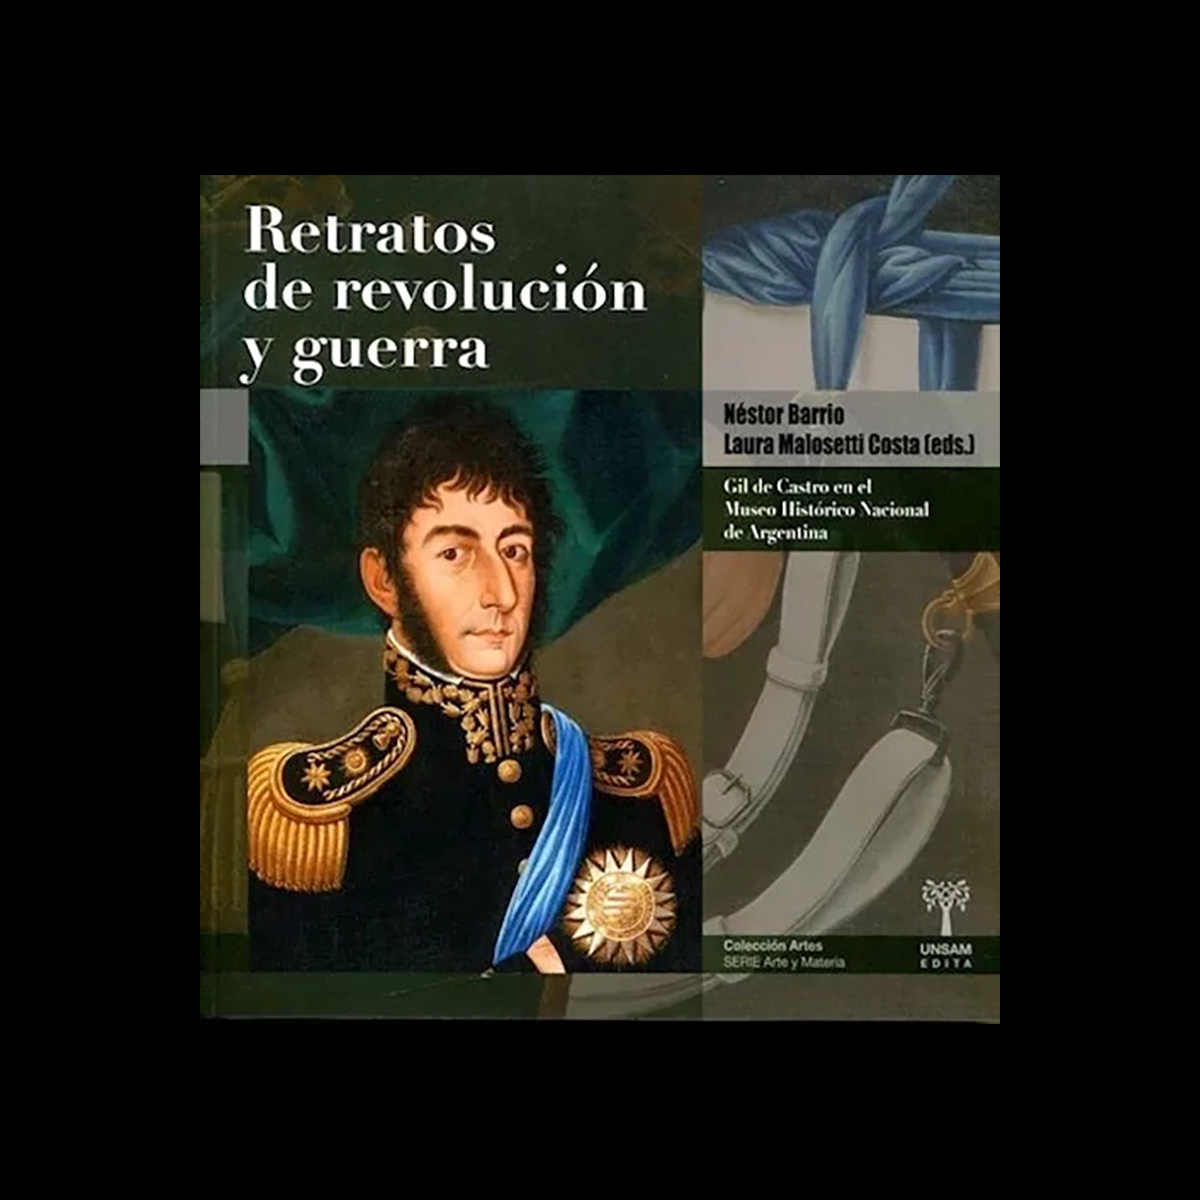 Retratos
de revolución
y guerra
Néstor Barrio
Laura Malosetti Costa (eds.)
Gil de Castro en el
Museo Histórico Nacional
de Argentina
Colección Artes
SERIE Arte y Materia
UNSAM
EDITA